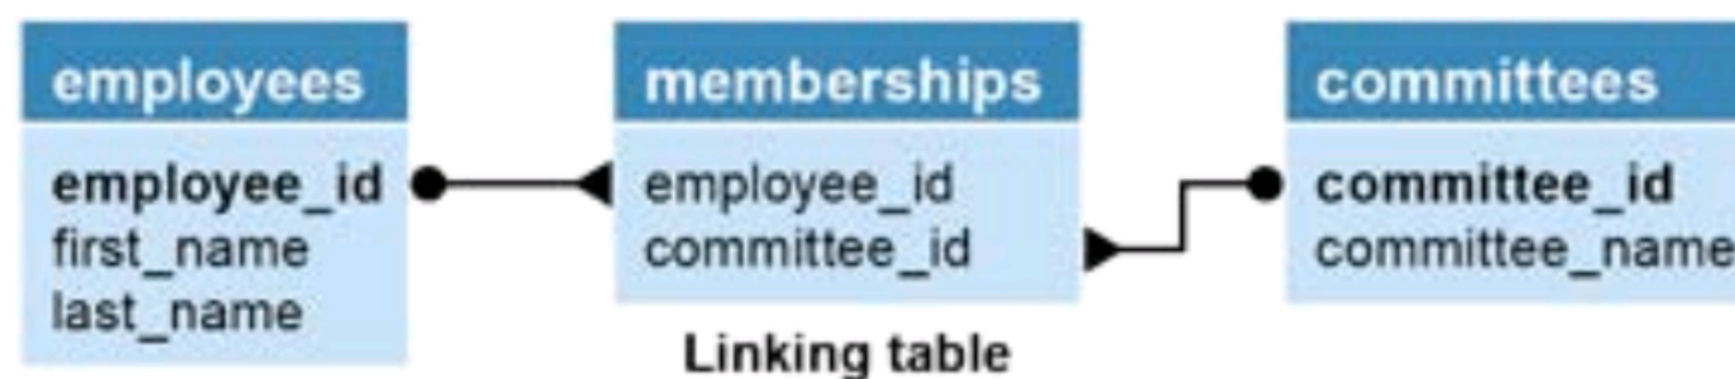 employees
employee_id
first_name
last_name
memberships
employee_id
committee_id
Linking table
committees
committee_id
committee_name